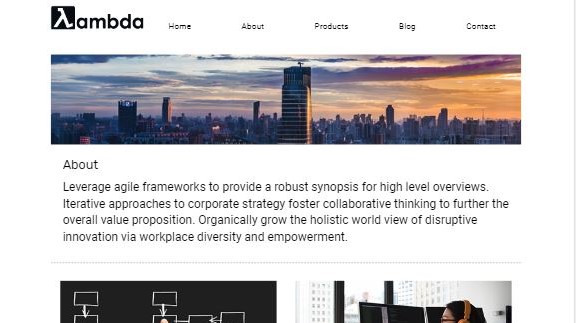 λambda
Home About Products Blog Contact
About
Leverage agile frameworks to provide a robust synopsis for high level overviews.
Iterative approaches to corporate strategy foster collaborative thinking to further the
overall value proposition. Organically grow the holistic world view of disruptive
innovation via workplace diversity and empowerment.